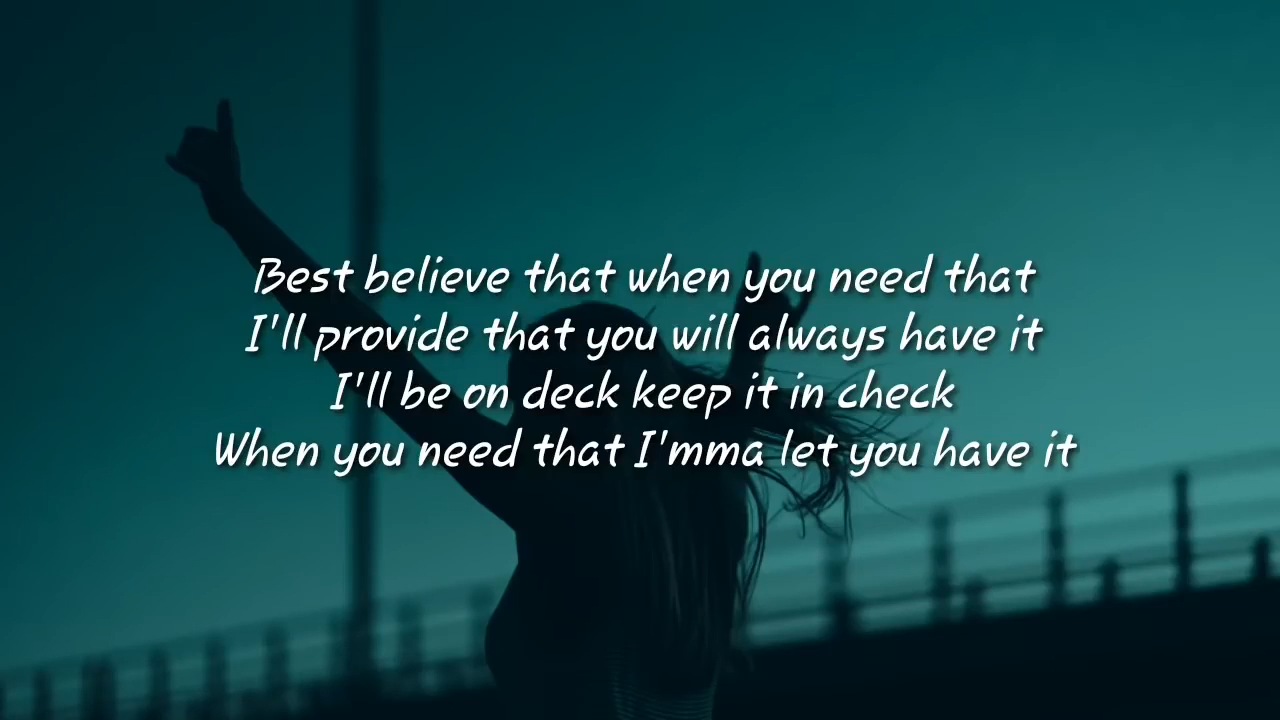 Best believe that when you need that
I'll provide that you will always have it
I'll be on deck keep it in check
When you need that I'mma let you have it